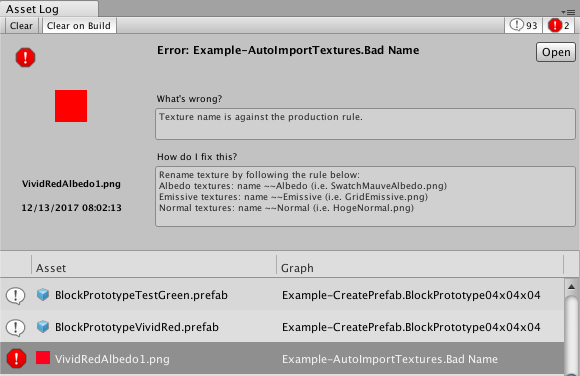 Asset Log
Clear
Clear on Build
93
2
Error: Example-AutoImportTextures.Bad Name
Open
What's wrong?
Texture name is against the production rule.
How do I fix this?
Rename texture by following the rule below:
Albedo textures: name ~~Albedo (i.e. SwatchMauveAlbedo.png)
Emissive textures: name ~~Emissive (i.e. GridEmissive.png)
Normal textures: name ~~Normal (i.e. HogeNormal.png)
VividRedAlbedo1.png
12/13/2017 08:02:13
Asset
Graph
BlockPrototypeTestGreen.prefab
Example-CreatePrefab.BlockPrototype04x04x04
BlockPrototypeVividRed.prefab
Example-CreatePrefab.BlockPrototype04x04x04
VividRedAlbedo1.png
Example-AutoImportTextures.Bad Name